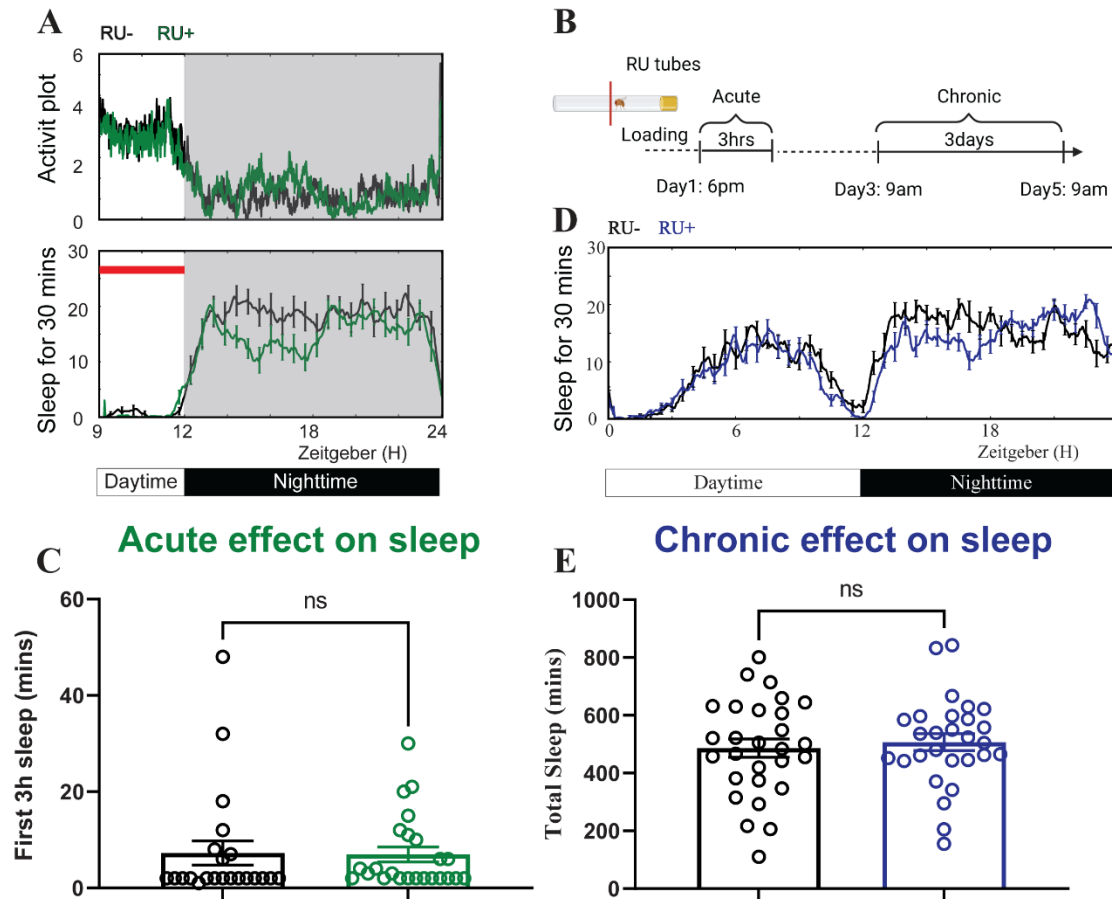 A
RU- RU+
6
4
2
0
Activit plot
30
20
10
0
Sleep for 30 mins
9 12 18 24
Zeitgeber (H)
Daytime Nighttime
B
RU tubes
Loading
Acute
3hrs
Chronic
3days
Day1: 6pm
Day3: 9am
Day5: 9am
D
RU- RU+
30
20
10
0
Sleep for 30 mins
0 6 12 18
Zeitgeber (H)
Daytime Nighttime
Acute effect on sleep
C
60
40
20
0
First 3h sleep (mins)
ns
Chronic effect on sleep
E
1000
800
600
400
200
0
Total Sleep (mins)
ns